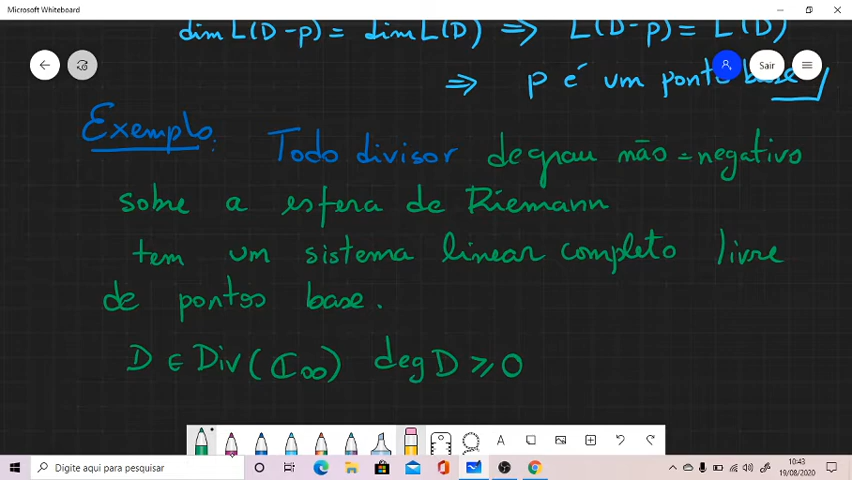 Microsoft Whiteboard
dim L(D-p) = dim L(D) ⟹ L(D-p) = L(D)
Sair
⟹ p é um ponto base
Exemplo: Todo divisor de grau não=negativo
sobre a esfera de Riemann
tem um sistema linear completo livre
de pontos base.
D ∈ Div(ℂ∞) deg D ⩾ 0
A
Digite aqui para pesquisar
10:43
19/08/2020